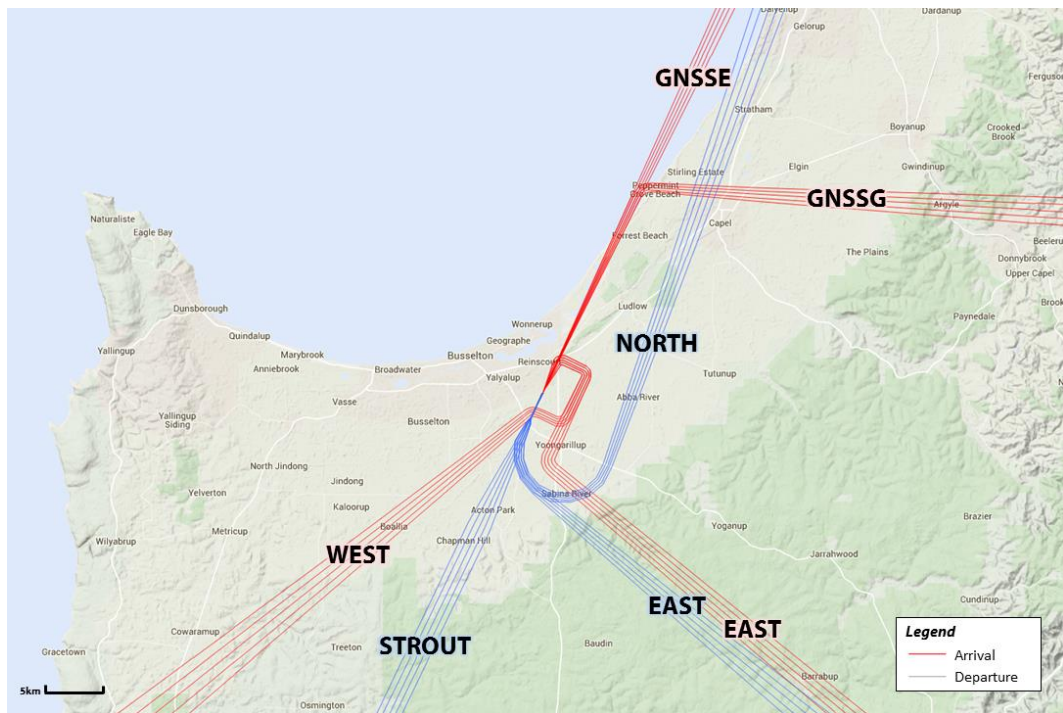 Dalyellup
Dardanup
Gelorup
GNSSE
Ferguson
Stratham
Boyanup
Crooked
Brook
Elgin
Gwindinup
Stirling Estate
Peppermint
Grove Beach
GNSSG
Argyle
Naturaliste
Eagle Bay
Capel
Forrest Beach
The Plains
Beeleru
Donnybrook
Upper Capel
Dunsborough
Ludlow
Brook
Paynedale
Quindalup
Wonnerup
Geographe
NORTH
Yallingup
Marybrook
Busselton
Reinscour
Anniebrook
Broadwater
Yalyalup
Tutunup
Vasse
Abba River
Yallingup
Siding
Busselton
Yoongarillup
North Jindong
Jindong
Yelverton
Sabina River
Kaloorup
Acton Park
Metricup
Boallia
Yoganup
Brazier
Wilyabrup
WEST
Chapman Hill
Jarrahwood
EAST
Cundinup
Cowaramup
EAST
Gracetown
Treeton
STROUT
Baudin
Legend
Arrival
Barrabup
Departure
5km
Osmington